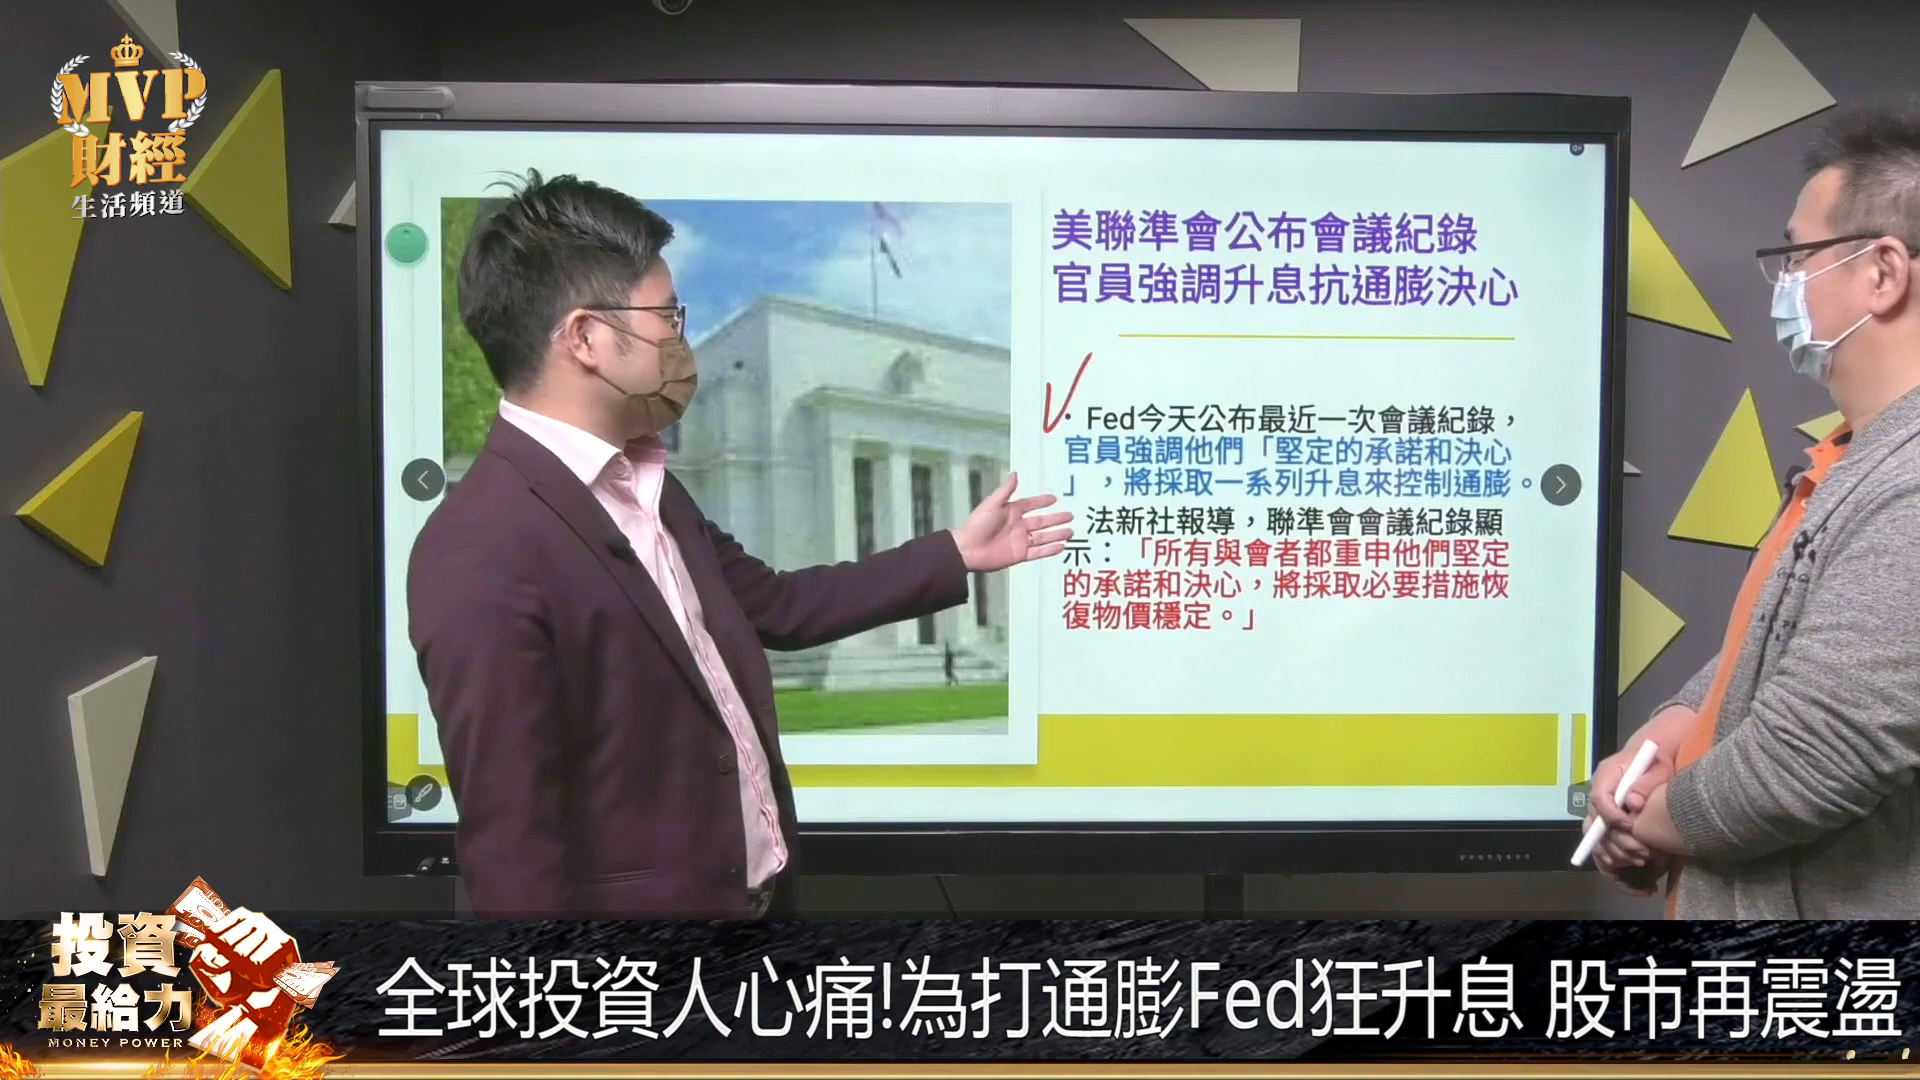 MVP
財經
生活頻道
美聯準會公布會議紀錄
官員強調升息抗通膨決心
・Fed今天公布最近一次會議紀錄，
官員強調他們「堅定的承諾和決心
」，將採取一系列升息來控制通膨。
法新社報導，聯準會會議紀錄顯
示：「所有與會者都重申他們堅定
的承諾和決心，將採取必要措施恢
復物價穩定。」
投資
最給力
MONEY POWER
全球投資人心痛!為打通膨Fed狂升息 股市再震盪